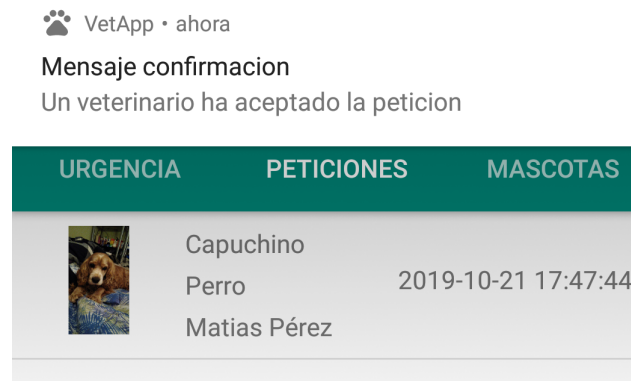 VetApp • ahora
Mensaje confirmacion
Un veterinario ha aceptado la peticion
URGENCIA PETICIONES MASCOTAS
Capuchino
Perro
2019-10-21 17:47:44
Matias Pérez